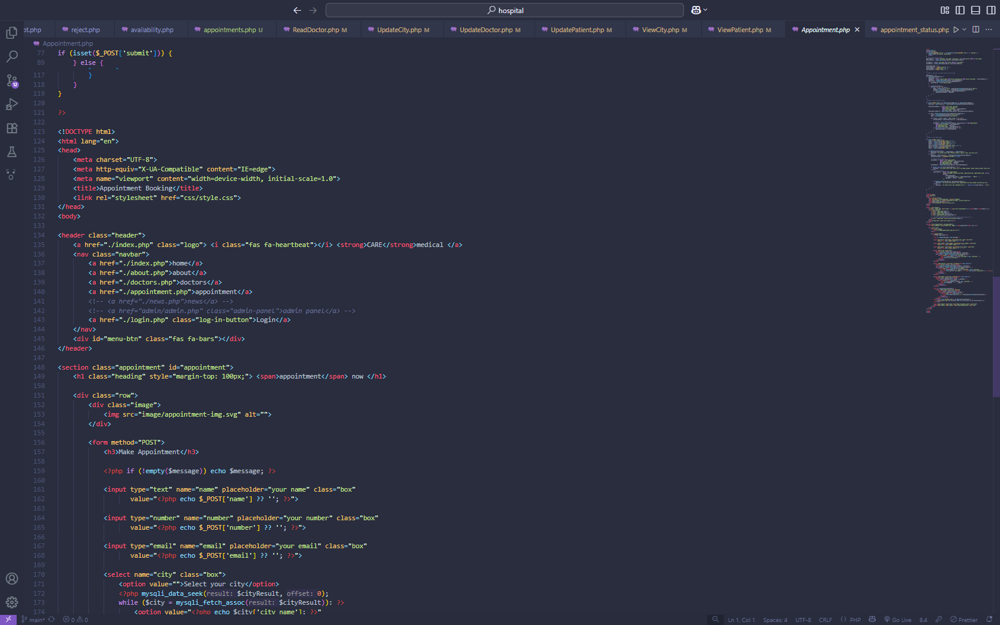 hospital
ot.php
reject.php
availability.php
appointments.php U
ReadDoctor.php M
UpdateCity.php M
UpdateDoctor.php M
UpdatePatient.php M
ViewCity.php M
ViewPatient.php M
Appointment.php
appointment_status.php
Appointment.php
77 if (isset($_POST['submit'])) {
89 } else {
117 }
118 }
119 }
120
121 ?>
122
123 <!DOCTYPE html>
124 <html lang="en">
125 <head>
126 <meta charset="UTF-8">
127 <meta http-equiv="X-UA-Compatible" content="IE=edge">
128 <meta name="viewport" content="width=device-width, initial-scale=1.0">
129 <title>Appointment Booking</title>
130 <link rel="stylesheet" href="css/style.css">
131 </head>
132 <body>
133
134 <header class="header">
135 <a href="./index.php" class="logo"> <i class="fas fa-heartbeat"></i> <strong>CARE</strong>medical </a>
136 <nav class="navbar">
137 <a href="./index.php">home</a>
138 <a href="./about.php">about</a>
139 <a href="./doctors.php">doctors</a>
140 <a href="./appointment.php">appointment</a>
141 <!-- <a href="./news.php">news</a> -->
142 <!-- <a href="admin/admin.php" class="admin-panel">admin panel</a> -->
143 <a href="./login.php" class="log-in-button">Login</a>
144 </nav>
145 <div id="menu-btn" class="fas fa-bars"></div>
146 </header>
147
148 <section class="appointment" id="appointment">
149 <h1 class="heading" style="margin-top: 100px;"> <span>appointment</span> now </h1>
150
151 <div class="row">
152 <div class="image">
153 <img src="image/appointment-img.svg" alt="">
154 </div>
155
156 <form method="POST">
157 <h3>Make Appointment</h3>
158
159 <?php if (!empty($message)) echo $message; ?>
160
161 <input type="text" name="name" placeholder="your name" class="box"
162 value="<?php echo $_POST['name'] ?? ''; ?>">
163
164 <input type="number" name="number" placeholder="your number" class="box"
165 value="<?php echo $_POST['number'] ?? ''; ?>">
166
167 <input type="email" name="email" placeholder="your email" class="box"
168 value="<?php echo $_POST['email'] ?? ''; ?>">
169
170 <select name="city" class="box">
171 <option value="">Select your city</option>
172 <?php mysqli_data_seek(result: $cityResult, offset: 0);
173 while ($city = mysqli_fetch_assoc(result: $cityResult)): ?>
174 <option value="<?php echo $city['city_name']; ?>"
12
main*
0 0
Ln 1, Col 1
Spaces: 4
UTF-8
CRLF
{} PHP
Go Live
8.4
Prettier